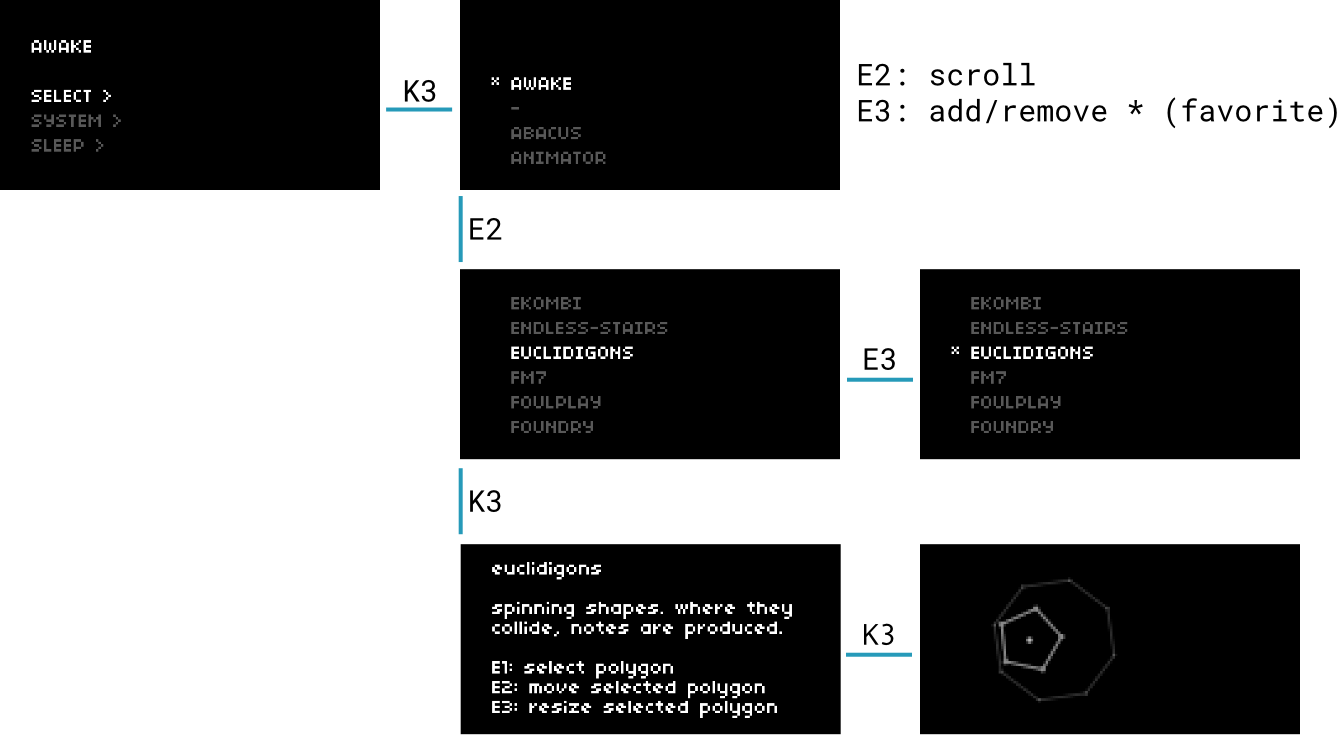 AWAKE
SELECT >
SYSTEM >
SLEEP >
K3
* AWAKE
-
ABACUS
ANIMATOR
E2: scroll
E3: add/remove * (favorite)
E2
EKOMBI
ENDLESS-STAIRS
EUCLIDIGONS
FM7
FOULPLAY
FOUNDRY
E3
EKOMBI
ENDLESS-STAIRS
* EUCLIDIGONS
FM7
FOULPLAY
FOUNDRY
K3
euclidigons
spinning shapes. where they
collide, notes are produced.
E1: select polygon
E2: move selected polygon
E3: resize selected polygon
K3